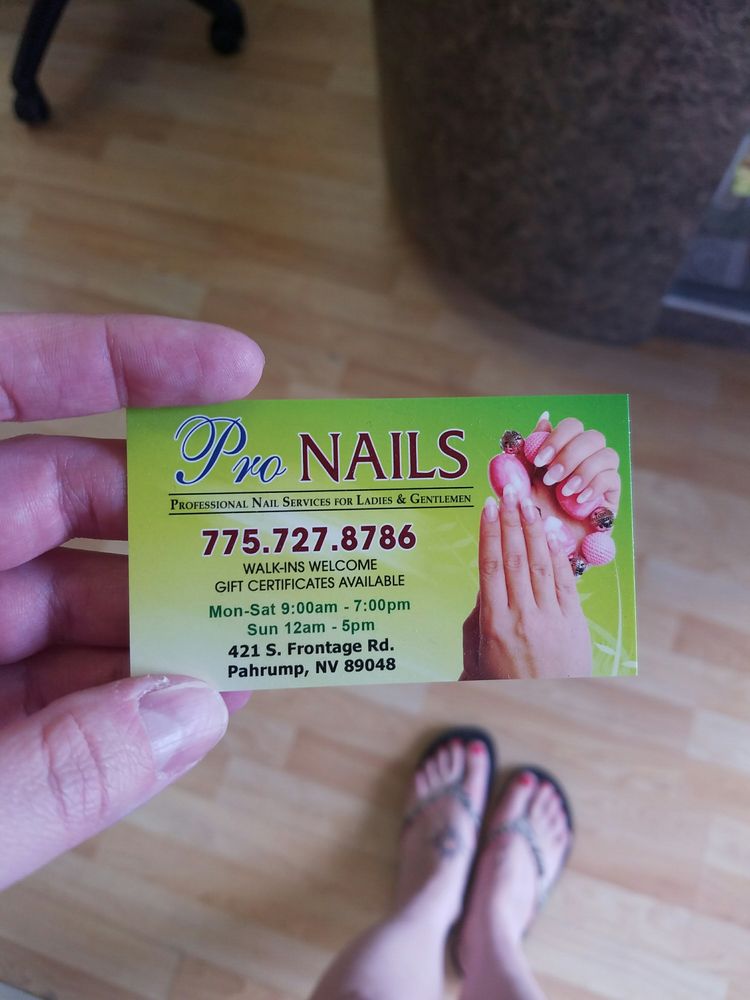 Pro NAILS
PROFESSIONAL NAIL SERVICES FOR LADIES & GENTLEMEN
775.727.8786
WALK-INS WELCOME
GIFT CERTIFICATES AVAILABLE
Mon-Sat 9:00am - 7:00pm
Sun 12am - 5pm
421 S. Frontage Rd.
Pahrump, NV 89048